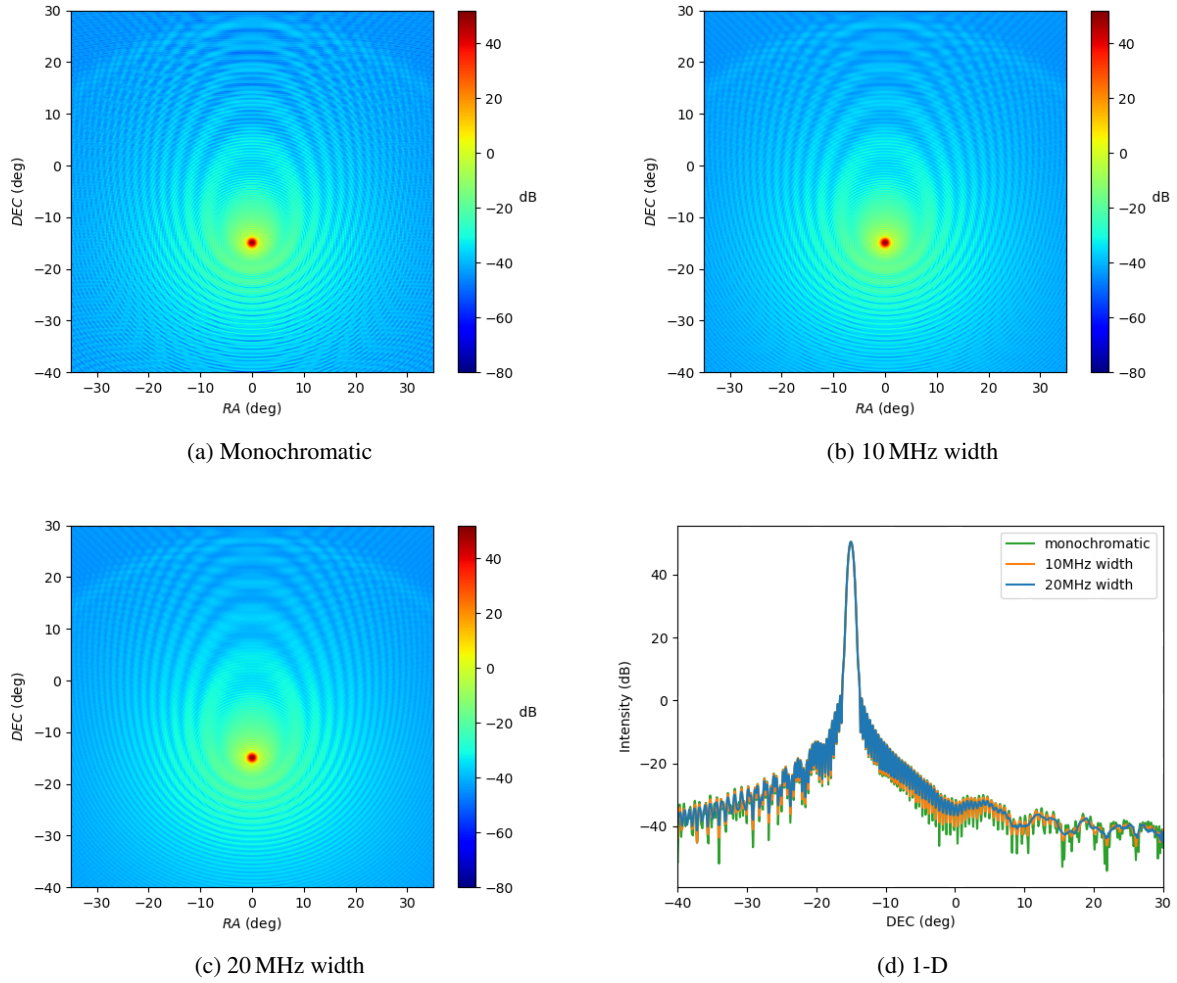 30
20
10
0
−10
−20
−30
−40
DEC (deg)
−30 −20 −10 0 10 20 30
RA (deg)
40
20
0
−20
−40
−60
−80
dB
(a) Monochromatic
30
20
10
0
−10
−20
−30
−40
DEC (deg)
−30 −20 −10 0 10 20 30
RA (deg)
40
20
0
−20
−40
−60
−80
dB
(b) 10 MHz width
30
20
10
0
−10
−20
−30
−40
DEC (deg)
−30 −20 −10 0 10 20 30
RA (deg)
40
20
0
−20
−40
−60
−80
dB
(c) 20 MHz width
40
20
0
−20
−40
Intensity (dB)
monochromatic
10MHz width
20MHz width
−40 −30 −20 −10 0 10 20 30
DEC (deg)
(d) 1-D